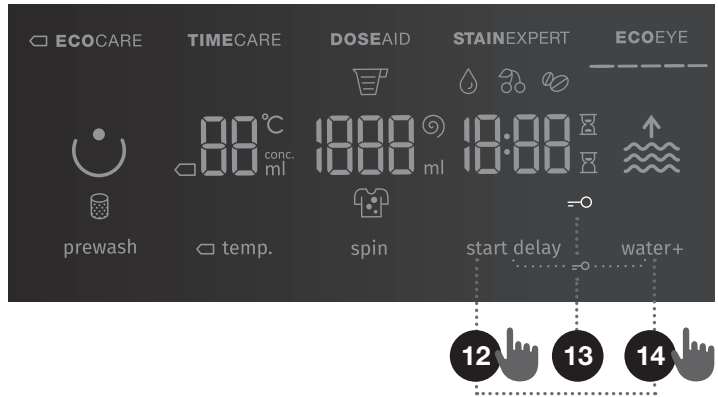 ECOCARE TIMECARE DOSEAID STAINEXPERT ECOEYE
88 °C conc. ml 1888 ml 18:88
prewash temp. spin start delay water+
12 13 14